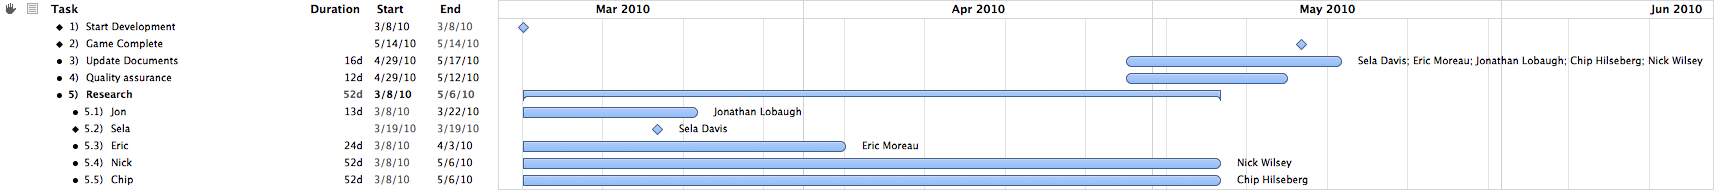 Task Duration Start End Mar 2010 Apr 2010 May 2010 Jun 2010
1) Start Development 3/8/10 3/8/10
2) Game Complete 5/14/10 5/14/10
3) Update Documents 16d 4/29/10 5/17/10 Sela Davis; Eric Moreau; Jonathan Lobaugh; Chip Hilseberg; Nick Wilsey
4) Quality assurance 12d 4/29/10 5/12/10
5) Research 52d 3/8/10 5/6/10
5.1) Jon 13d 3/8/10 3/22/10 Jonathan Lobaugh
5.2) Sela 3/19/10 3/19/10 Sela Davis
5.3) Eric 24d 3/8/10 4/3/10 Eric Moreau
5.4) Nick 52d 3/8/10 5/6/10 Nick Wilsey
5.5) Chip 52d 3/8/10 5/6/10 Chip Hilseberg